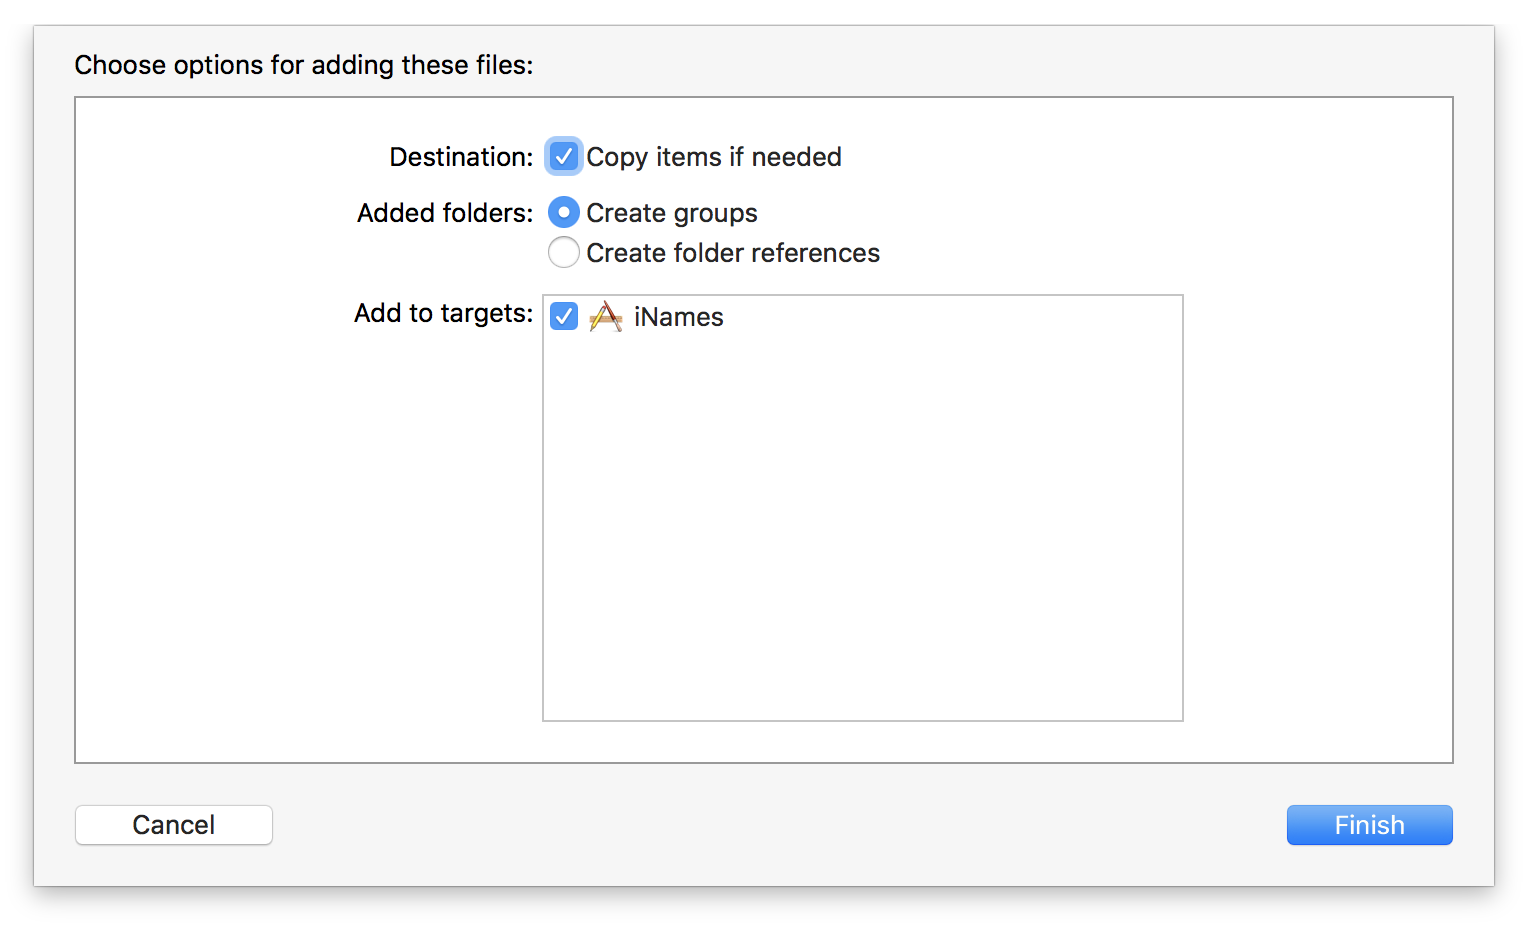 Choose options for adding these files:
Destination: Copy items if needed
Added folders: Create groups
Create folder references
Add to targets: iNames
Cancel Finish